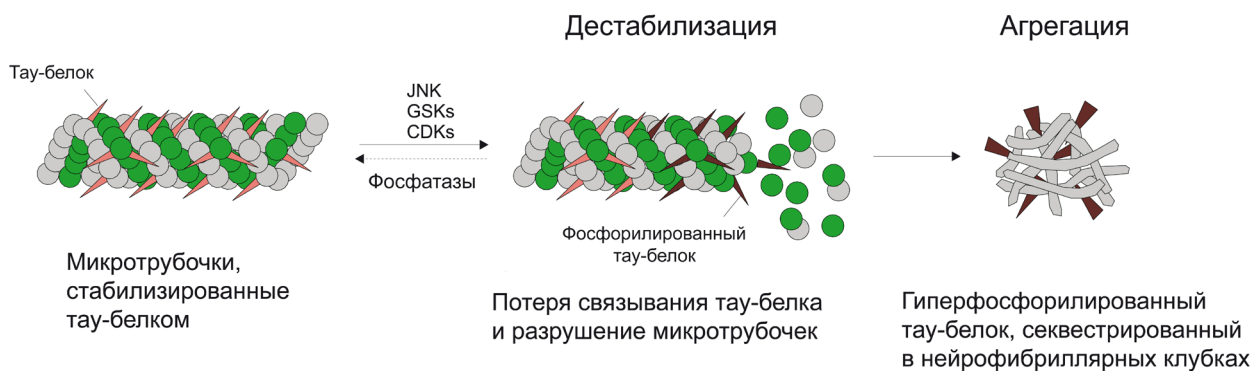 Дестабилизация
Агрегация
Тау-белок
JNK
GSKs
CDKs
Фосфатазы
Фосфорилированный
тау-белок
Микротрубочки,
стабилизированные
тау-белком
Потеря связывания тау-белка
и разрушение микротрубочек
Гиперфосфорилированный
тау-белок, секвестрированный
в нейрофибриллярных клубках